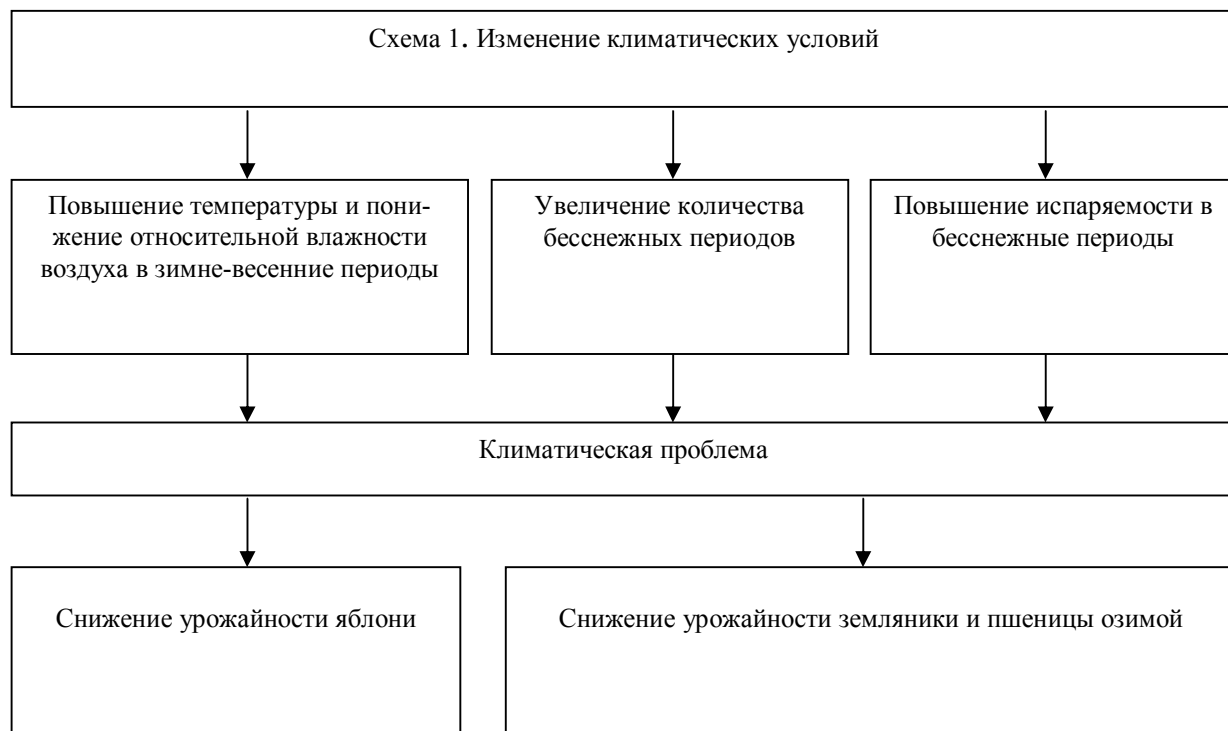 Схема 1. Изменение климатических условий
Повышение температуры и пони-
жение относительной влажности
воздуха в зимне-весенние периоды
Увеличение количества
бесснежных периодов
Повышение испаряемости в
бесснежные периоды
Климатическая проблема
Снижение урожайности яблони
Снижение урожайности земляники и пшеницы озимой